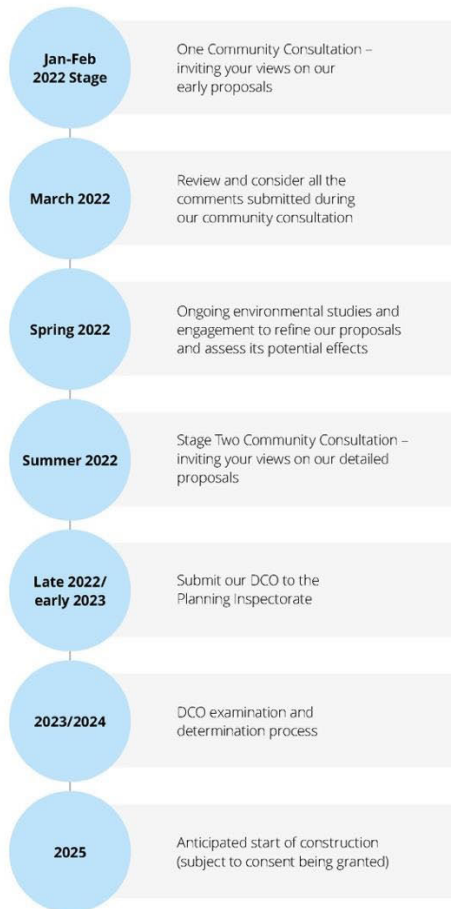 Jan-Feb
2022 Stage
One Community Consultation –
inviting your views on our
early proposals
March 2022
Review and consider all the
comments submitted during
our community consultation
Spring 2022
Ongoing environmental studies and
engagement to refine our proposals
and assess its potential effects
Summer 2022
Stage Two Community Consultation –
inviting your views on our detailed
proposals
Late 2022/
early 2023
Submit our DCO to the
Planning Inspectorate
2023/2024
DCO examination and
determination process
2025
Anticipated start of construction
(subject to consent being granted)